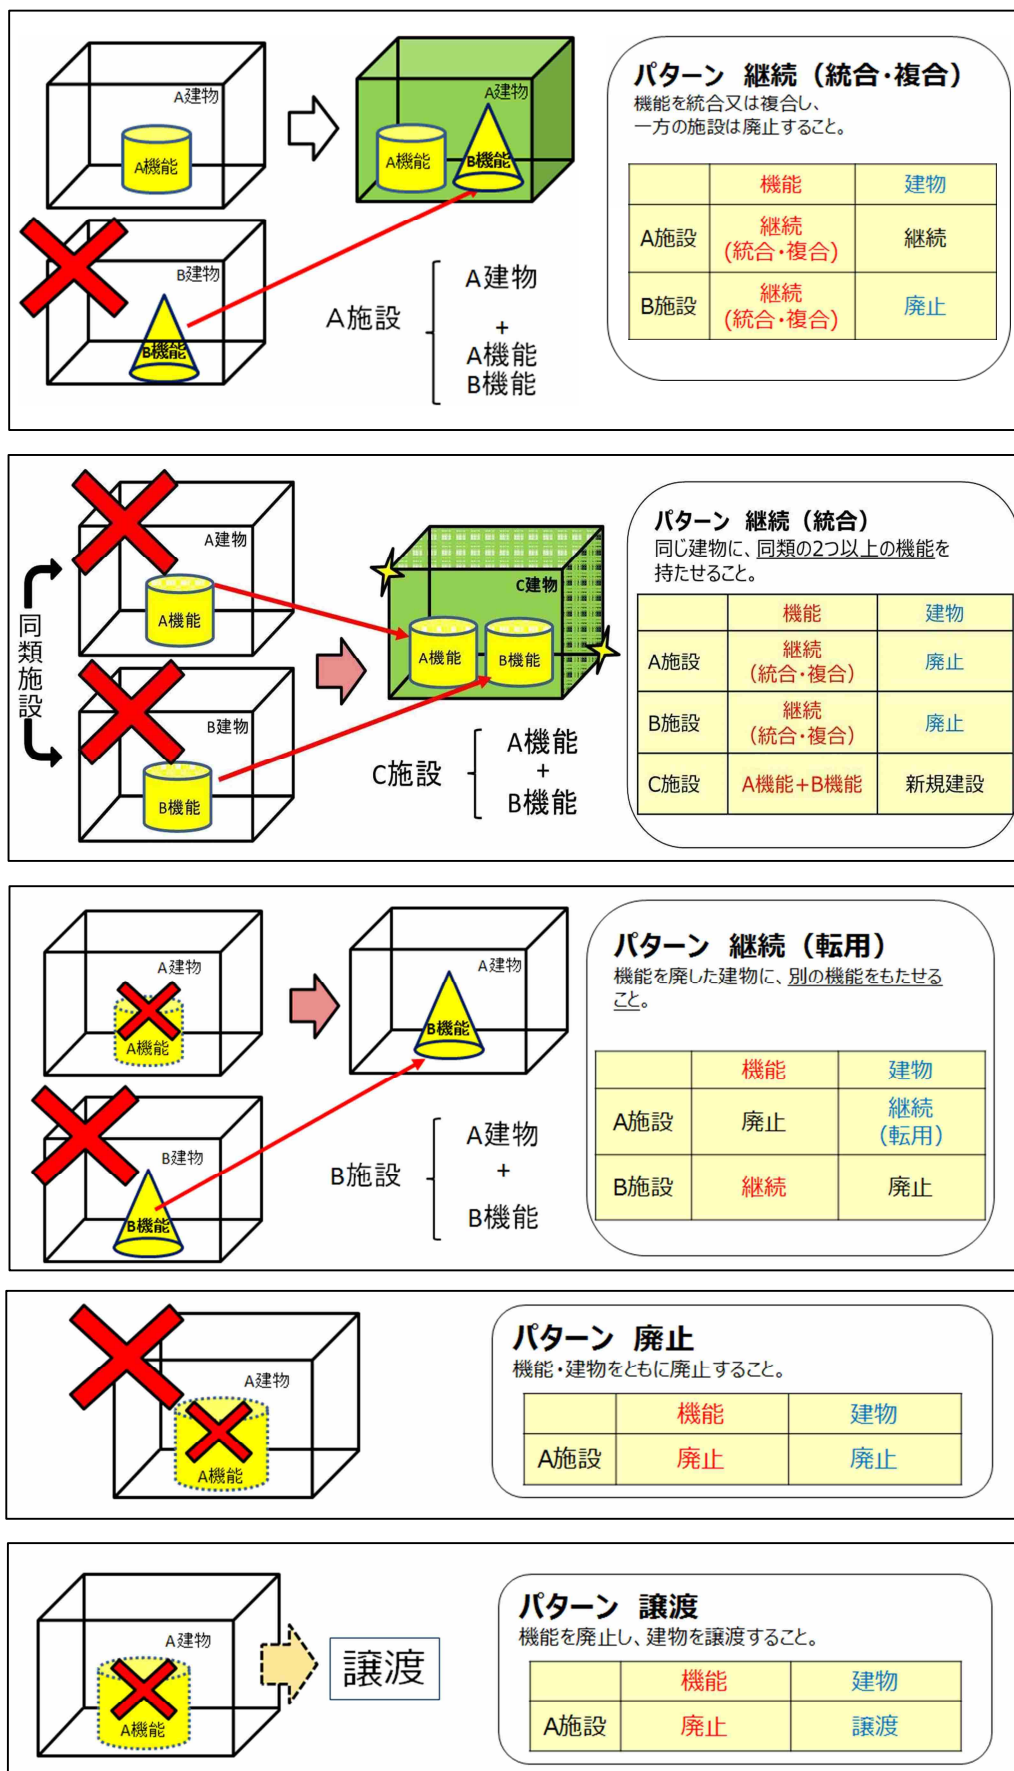 A建物
A機能
B建物
B機能
A建物
A機能
B機能
A施設
A建物
+
A機能
B機能
パターン 継続（統合・複合）
機能を統合又は複合し、
一方の施設は廃止すること。
機能 建物
A施設 継続
(統合・複合) 継続
B施設 継続
(統合・複合) 廃止
同類施設
A建物
A機能
B建物
B機能
C建物
A機能 B機能
C施設
A機能
+
B機能
パターン 継続（統合）
同じ建物に、同類の2つ以上の機能を
持たせること。
機能 建物
A施設 継続
(統合・複合) 廃止
B施設 継続
(統合・複合) 廃止
C施設 A機能+B機能 新規建設
A建物
A機能
B建物
B機能
A建物
B機能
B施設
A建物
+
B機能
パターン 継続（転用）
機能を廃した建物に、別の機能をもたせる
こと。
機能 建物
A施設 廃止 継続
(転用)
B施設 継続 廃止
A建物
A機能
パターン 廃止
機能・建物をともに廃止すること。
機能 建物
A施設 廃止 廃止
A建物
A機能
譲渡
パターン 譲渡
機能を廃止し、建物を譲渡すること。
機能 建物
A施設 廃止 譲渡